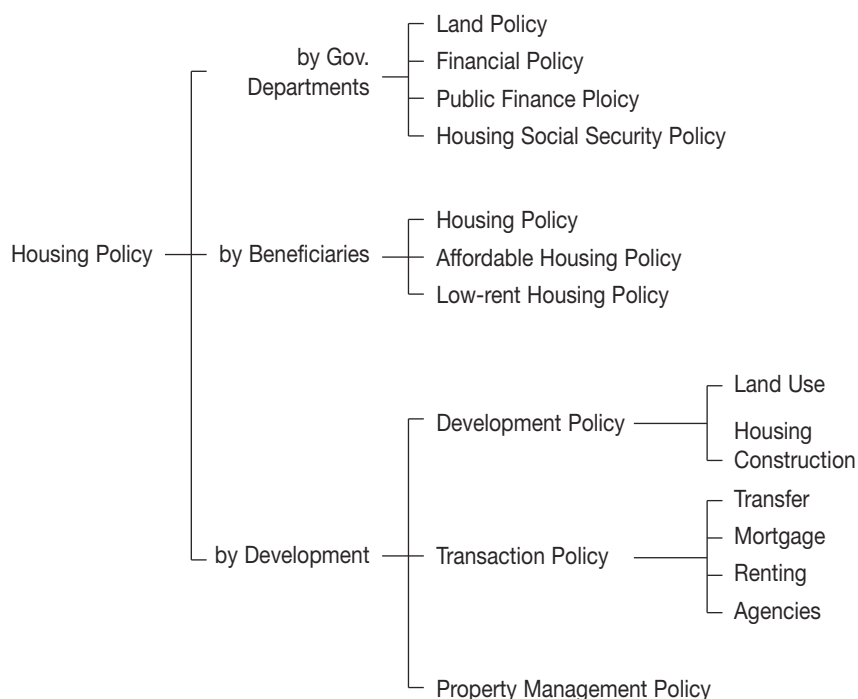 Land Policy
by Gov.
Departments
Financial Policy
Public Finance Ploicy
Housing Social Security Policy
Housing Policy
Housing Policy
by Beneficiaries
Affordable Housing Policy
Low-rent Housing Policy
Land Use
Development Policy
Housing
Construction
Transfer
Mortgage
by Development
Transaction Policy
Renting
Agencies
Property Management Policy